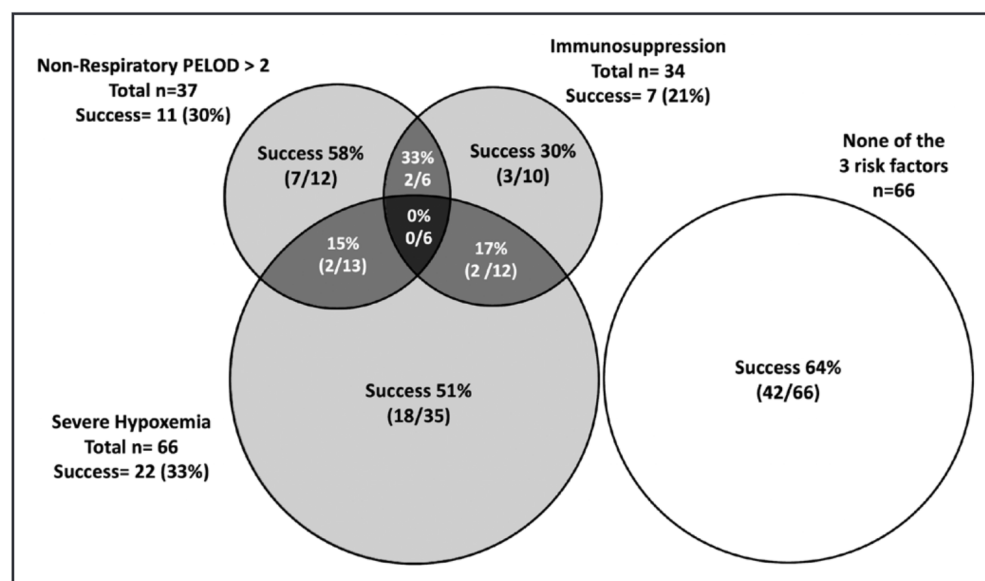 Non-Respiratory PELOD > 2
Total n=37
Success= 11 (30%)
Immunosuppression
Total n= 34
Success= 7 (21%)
None of the
3 risk factors
n=66
Success 58%
(7/12)
33%
2/6
Success 30%
(3/10)
0%
0/6
15%
(2/13)
17%
(2 /12)
Success 51%
(18/35)
Success 64%
(42/66)
Severe Hypoxemia
Total n= 66
Success= 22 (33%)